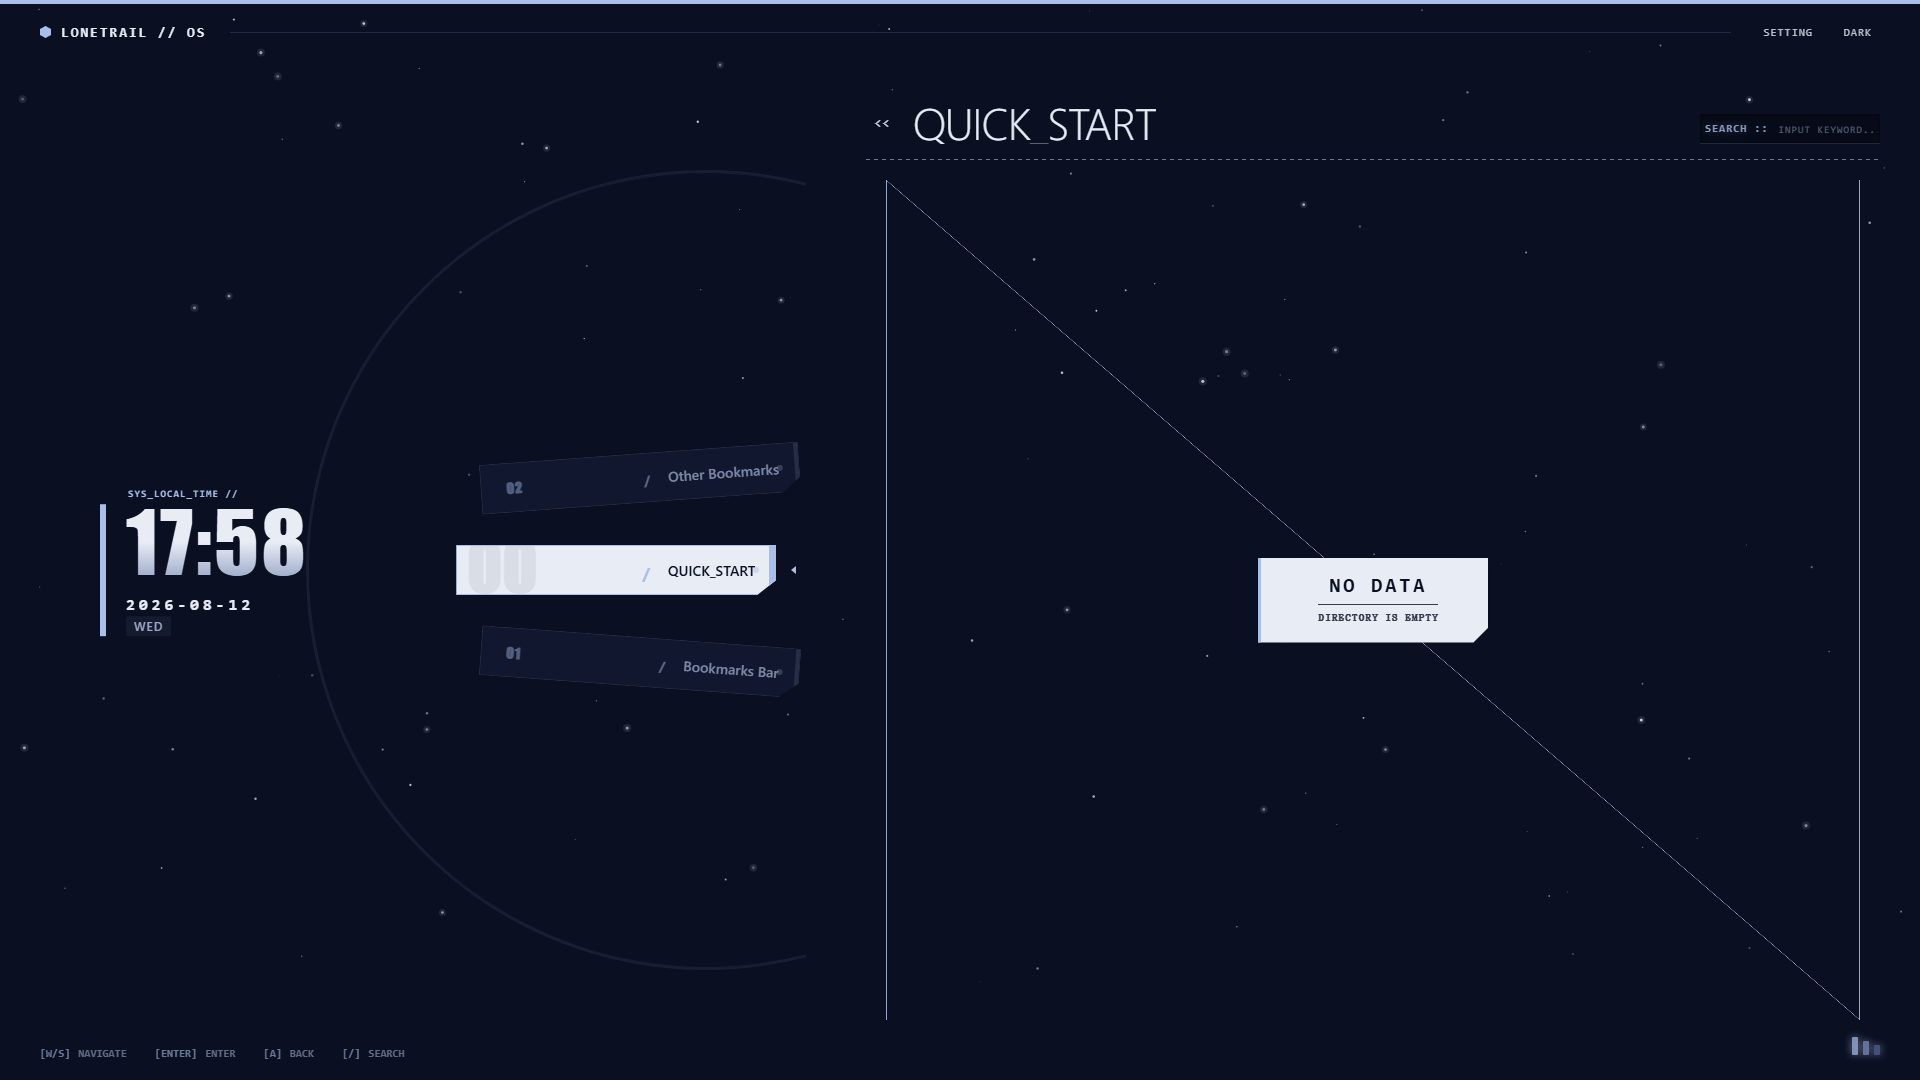 LONETRAIL // OS
SETTING
DARK
<<
QUICK_START
SEARCH ::
INPUT KEYWORD..
02 / Other Bookmarks
SYS_LOCAL_TIME //
17:58
2026-08-12
WED
00 / QUICK_START
01 / Bookmarks Bar
NO DATA
DIRECTORY IS EMPTY
[W/S] NAVIGATE
[ENTER] ENTER
[A] BACK
[/] SEARCH